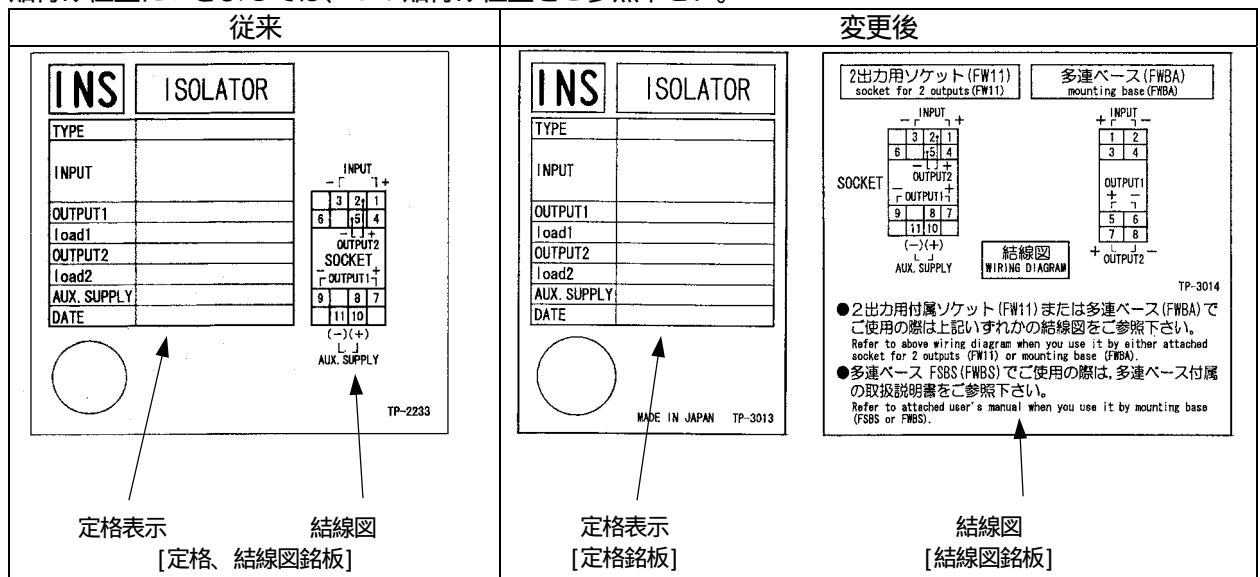 従来
変更後
INS
ISOLATOR
TYPE
INPUT
OUTPUT1
load1
OUTPUT2
load2
AUX. SUPPLY
DATE
INPUT
- +
3 2 1
6 5 4
- +
OUTPUT2
SOCKET
- +
OUTPUT1
9 8 7
11 10
(-)(+)
AUX. SUPPLY
TP-2233
定格表示
結線図
[定格、結線図銘板]
INS
ISOLATOR
TYPE
INPUT
OUTPUT1
load1
OUTPUT2
load2
AUX. SUPPLY
DATE
MADE IN JAPAN TP-3013
定格表示
[定格銘板]
2出力用ソケット(FW11)
socket for 2 outputs(FW11)
INPUT
- +
3 2 1
6 5 4
- +
OUTPUT2
SOCKET
- +
OUTPUT1
9 8 7
11 10
(-)(+)
AUX. SUPPLY
多連ベース(FWBA)
mounting base(FWBA)
INPUT
+ -
1 2
3 4
OUTPUT1
+ -
5 6
7 8
+ OUTPUT2 -
結線図
WIRING DIAGRAM
TP-3014
●2出力用付属ソケット(FW11)または多連ベース(FWBA)で
ご使用の際は上記いずれかの結線図をご参照下さい。
Refer to above wiring diagram when you use it by either attached
socket for 2 outputs (FW11) or mounting base (FWBA).
●多連ベース FSBS(FWBS)でご使用の際は,多連ベース付属
の取扱説明書をご参照下さい。
Refer to attached user's manual when you use it by mounting base
(FSBS or FWBS).
結線図
[結線図銘板]